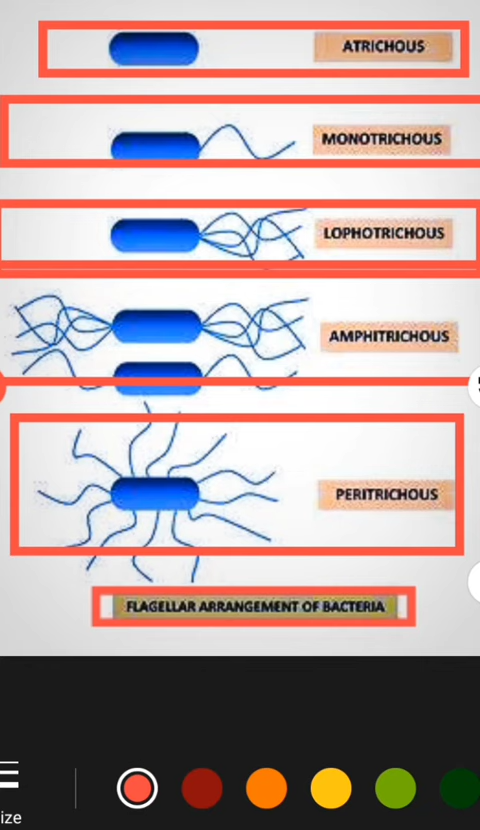 ATRICHOUS
MONOTRICHOUS
LOPHOTRICHOUS
AMPHITRICHOUS
PERITRICHOUS
FLAGELLAR ARRANGEMENT OF BACTERIA
ize